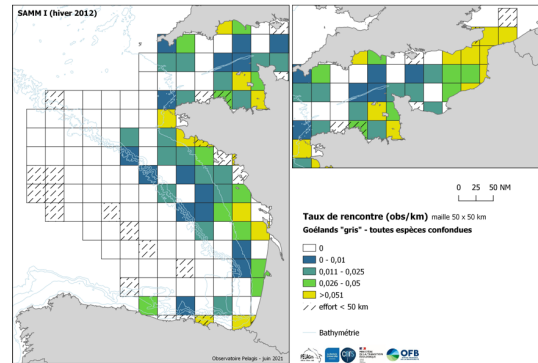 SAMM I (hiver 2012)
0 50 50 NM
Taux de rencontre (obs/km) maille 50 x 50 km
Goélands "gris" - toutes espèces confondues
0
0 - 0,01
0,011 - 0,025
0,026 - 0,05
>0,051
effort < 50 km
Bathymétrie
Observatoire Pelagis - juin 2021
cnrs
OFB